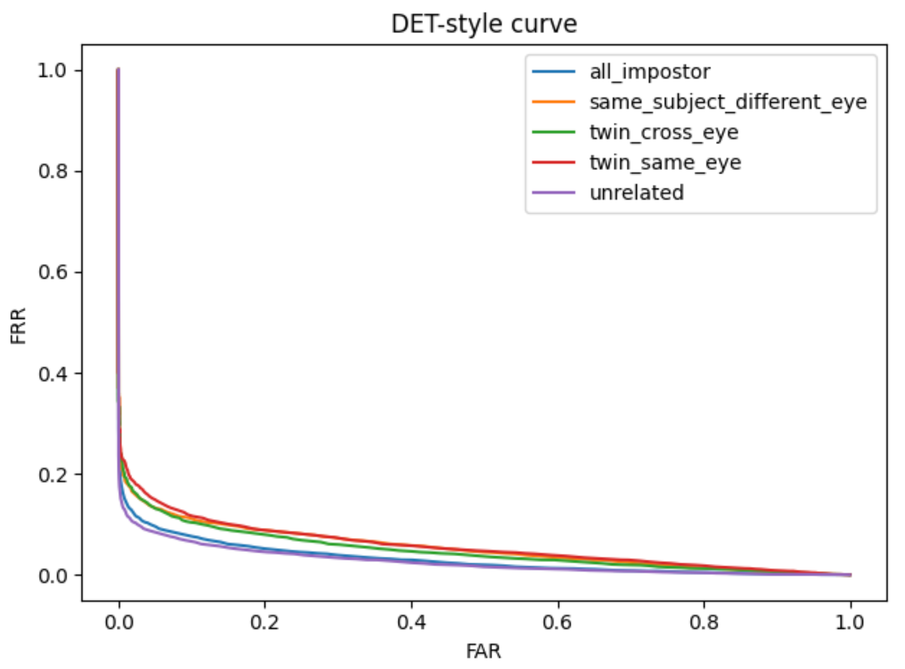 DET-style curve
FRR
1.0
0.8
0.6
0.4
0.2
0.0
all_impostor
same_subject_different_eye
twin_cross_eye
twin_same_eye
unrelated
0.0 0.2 0.4 0.6 0.8 1.0
FAR